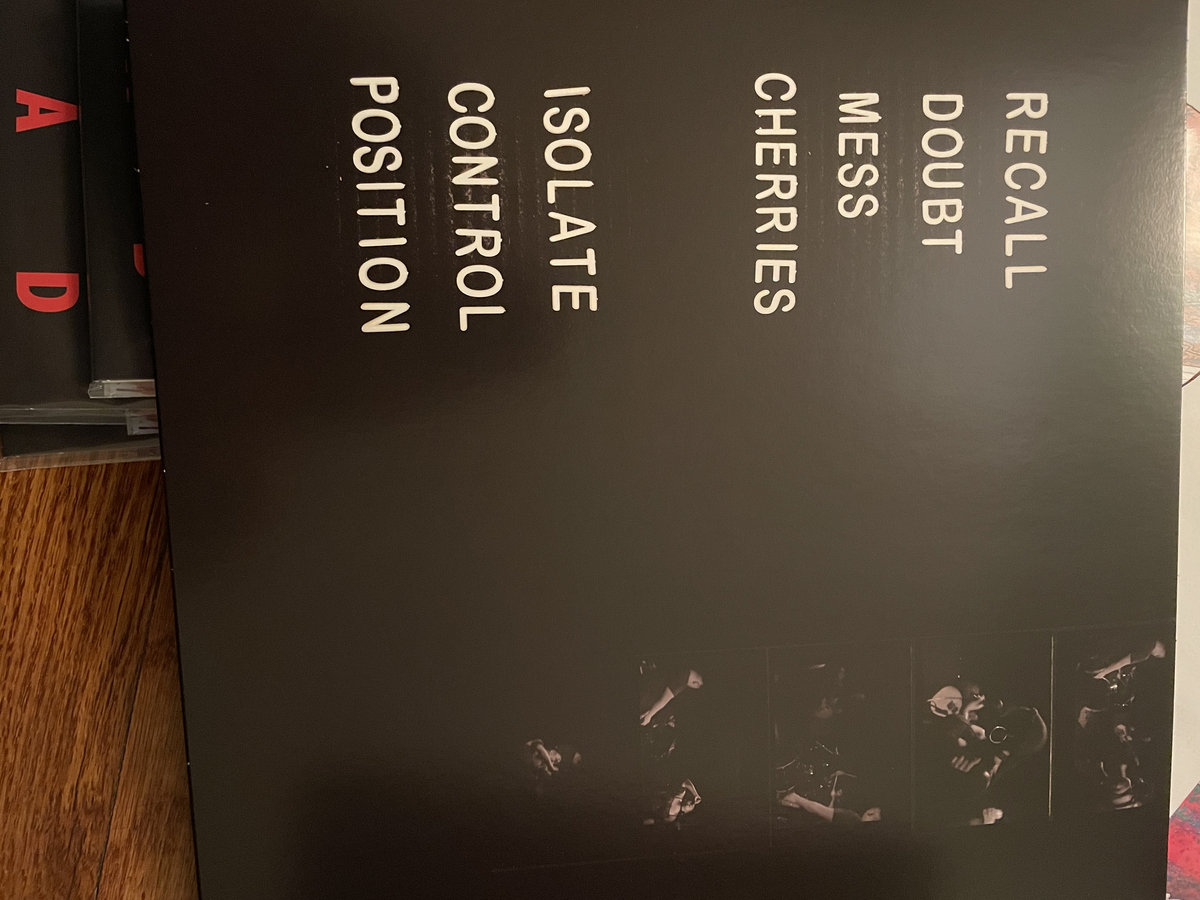 RECALL
DOUBT
MESS
CHERRIES
ISOLATE
CONTROL
POSITION
A
D